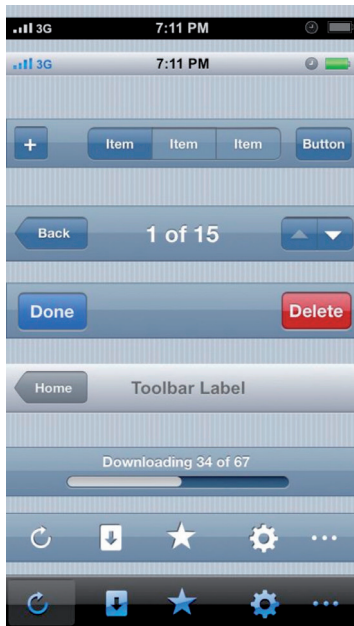 3G 7:11 PM
3G 7:11 PM
+ Item Item Item Button
Back 1 of 15
Done Delete
Home Toolbar Label
Downloading 34 of 67